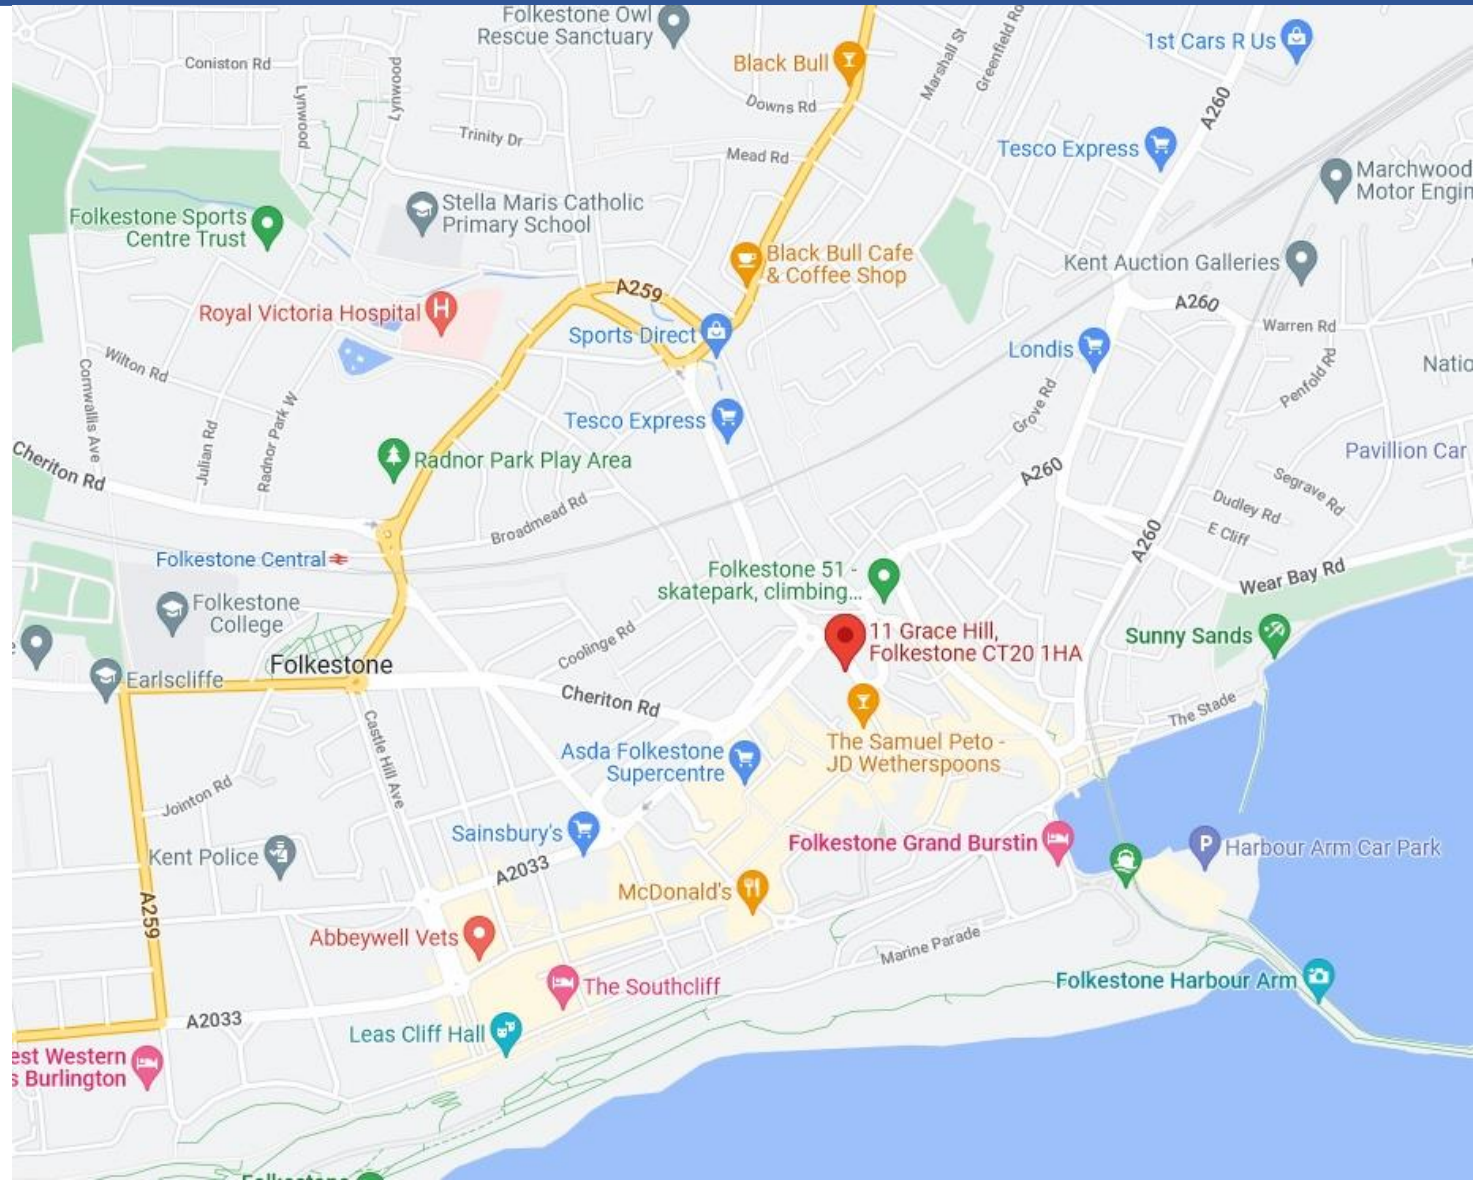 Folkestone Owl
Rescue Sanctuary
Black Bull
1st Cars R Us
Coniston Rd
Lynwood
Lynwood
Marshall St
Greenfield Ro
Downs Rd
A260
Trinity Dr
Mead Rd
Tesco Express
Marchwood
Motor Engin
Stella Maris Catholic
Primary School
Folkestone Sports
Centre Trust
Black Bull Cafe
& Coffee Shop
Kent Auction Galleries
A259
A260
Royal Victoria Hospital
Sports Direct
Warren Rd
Londis
Wilton Rd
Cornwallis Ave
Penfold Rd
Natio
Grove Rd
Tesco Express
Julian Rd
Radnor Park W
Radnor Park Play Area
Pavillion Car
Cheriton Rd
A260
Segrave Rd
Dudley Rd
E Cliff
Broadmead Rd
A260
Folkestone Central
Folkestone 51 -
skatepark, climbing...
Wear Bay Rd
Folkestone
College
e
11 Grace Hill,
Folkestone CT20 1HA
Sunny Sands
Coolinge Rd
Folkestone
Earlscliffe
Cheriton Rd
The Stade
Castle Hill Ave
The Samuel Peto -
JD Wetherspoons
Asda Folkestone
Supercentre
Jointon Rd
Sainsbury's
Folkestone Grand Burstin
P
Harbour Arm Car Park
Kent Police
A2033
McDonald's
A259
Abbeywell Vets
Marine Parade
The Southcliff
Folkestone Harbour Arm
A2033
Leas Cliff Hall
est Western
s Burlington
Folkestone